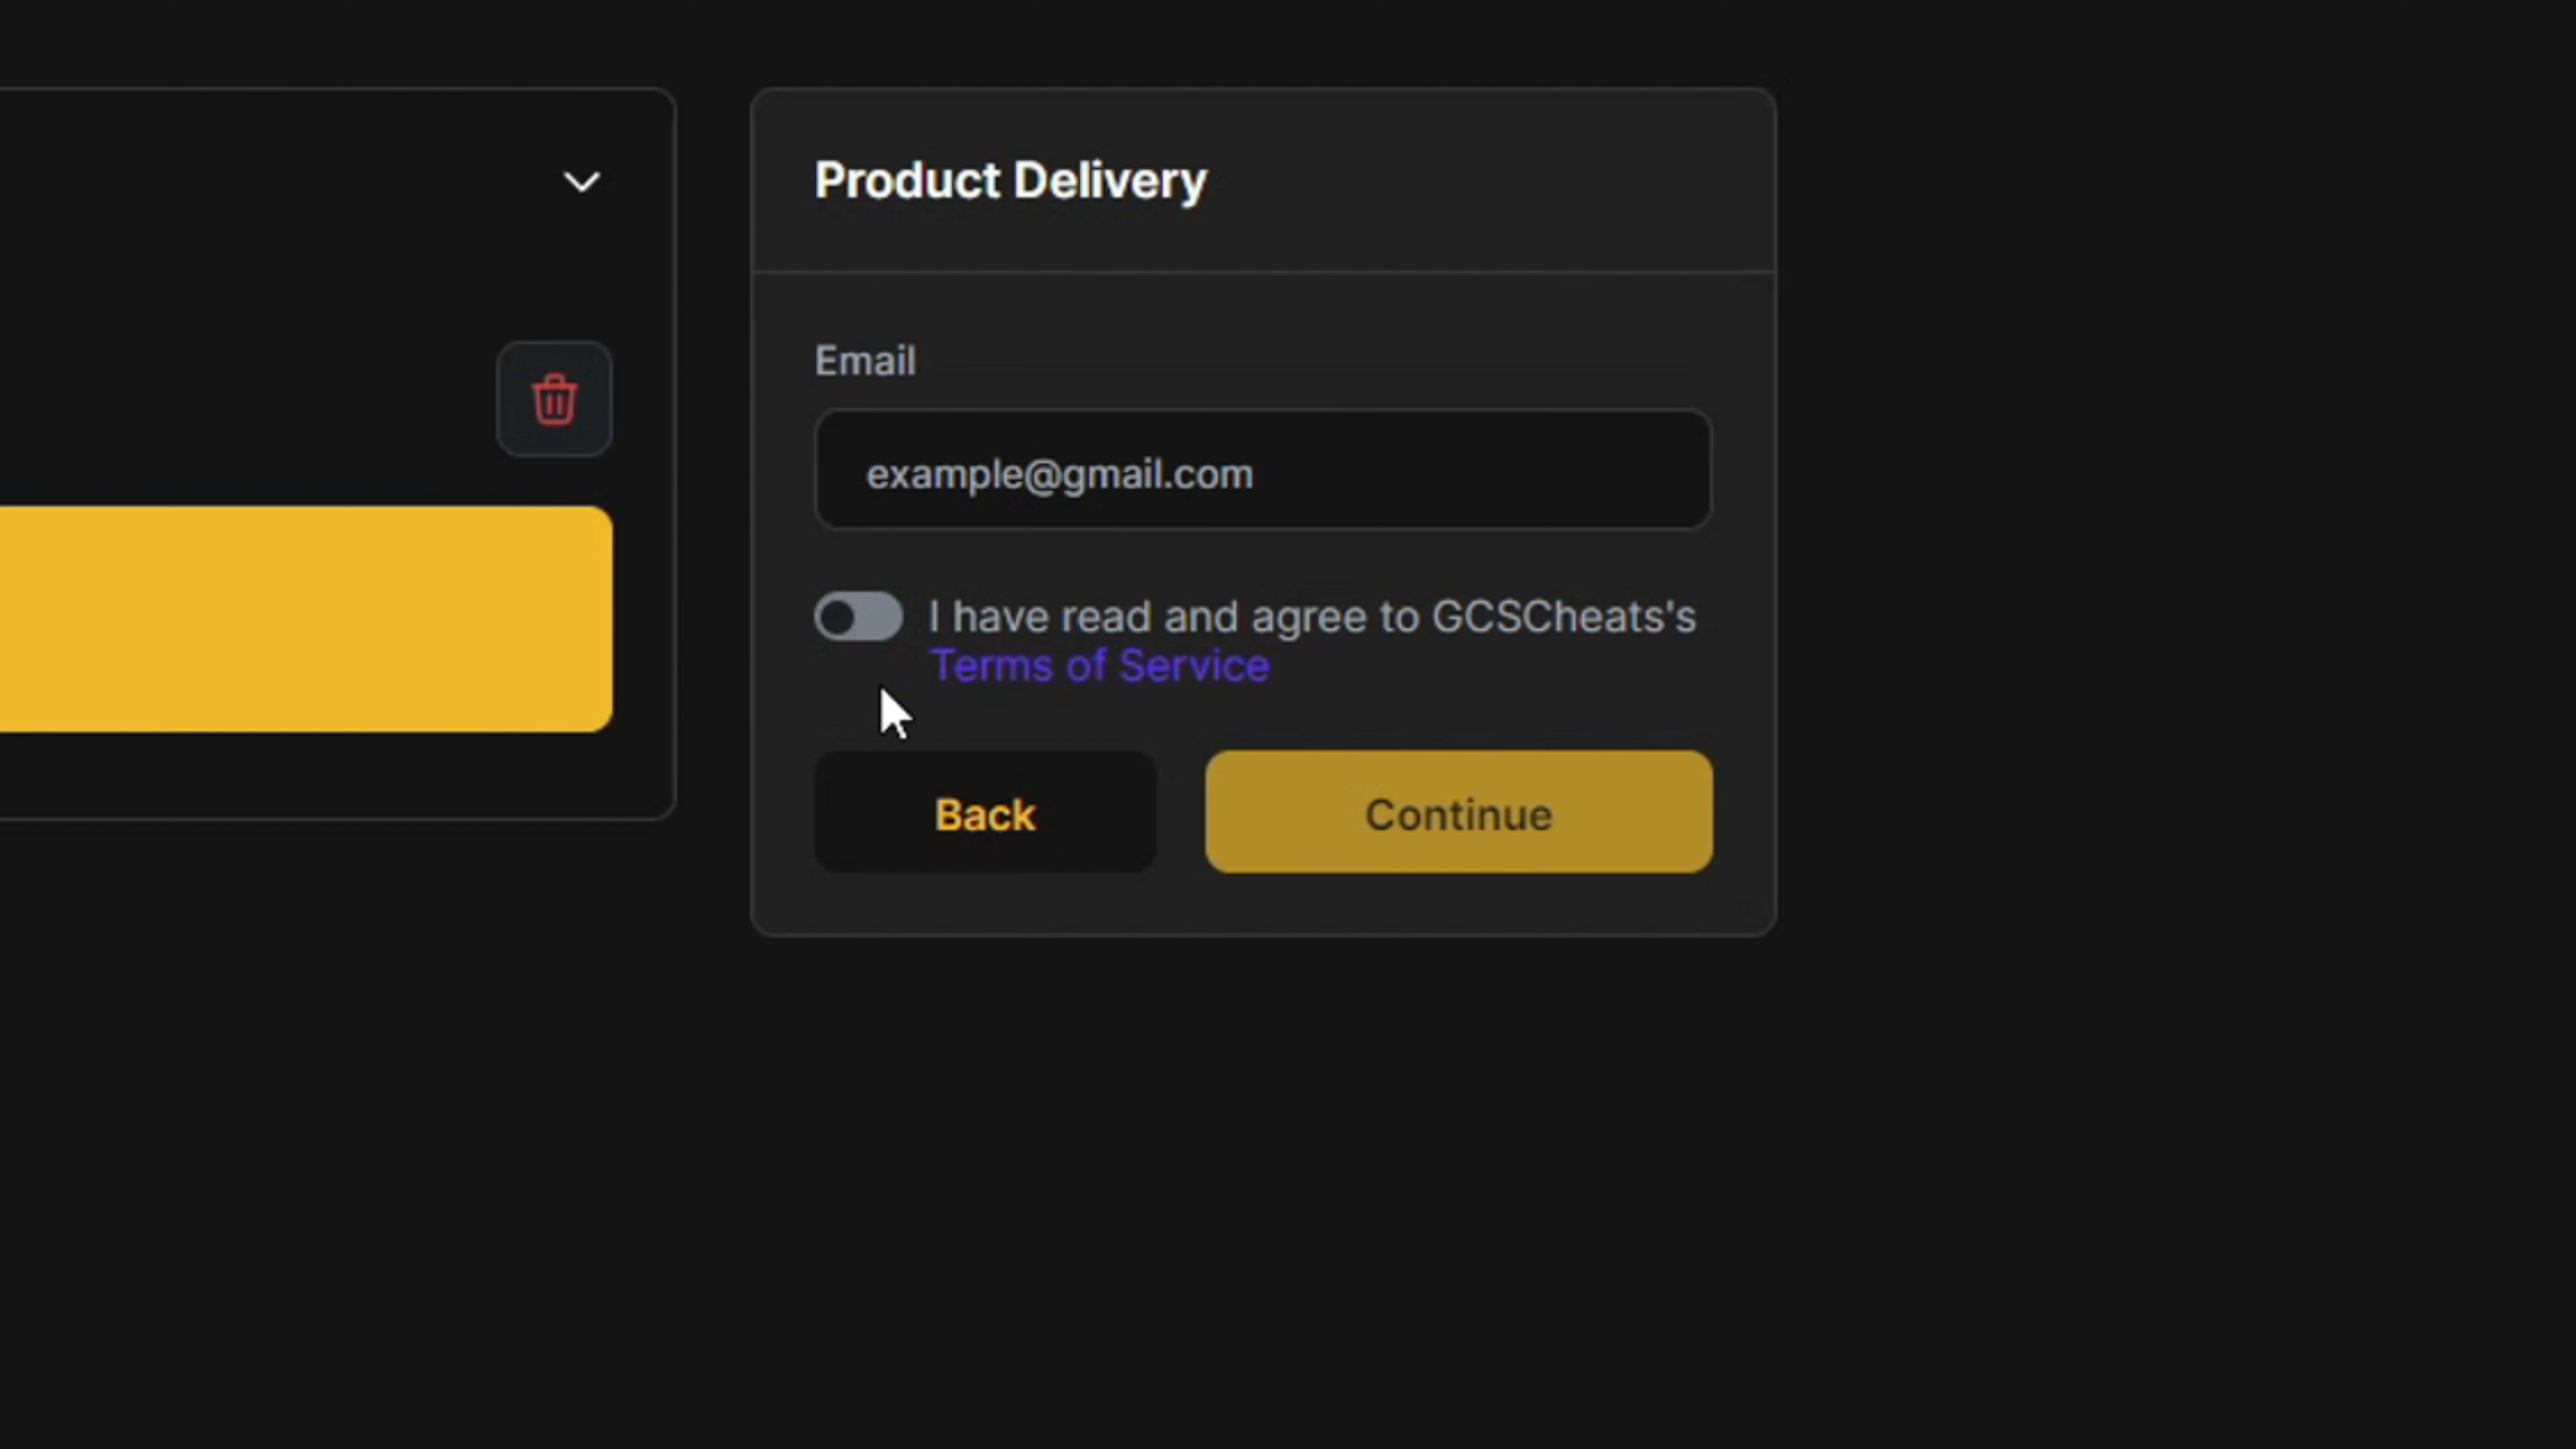 Product Delivery
Email
example@gmail.com
I have read and agree to GCSCheats's
Terms of Service
Back
Continue